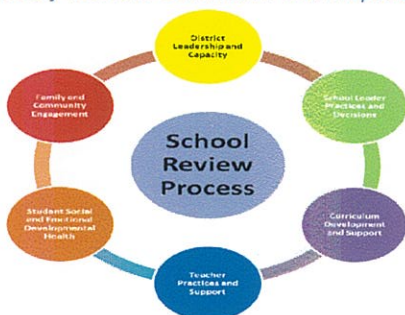 District
Leadership and
Capacity
School Leader
Practices and
Decisions
Curriculum
Development
and Support
Teacher
Practices and
Support
Student Social
and Emotional
Developmental
Health
Family and
Community
Engagement
School
Review
Process